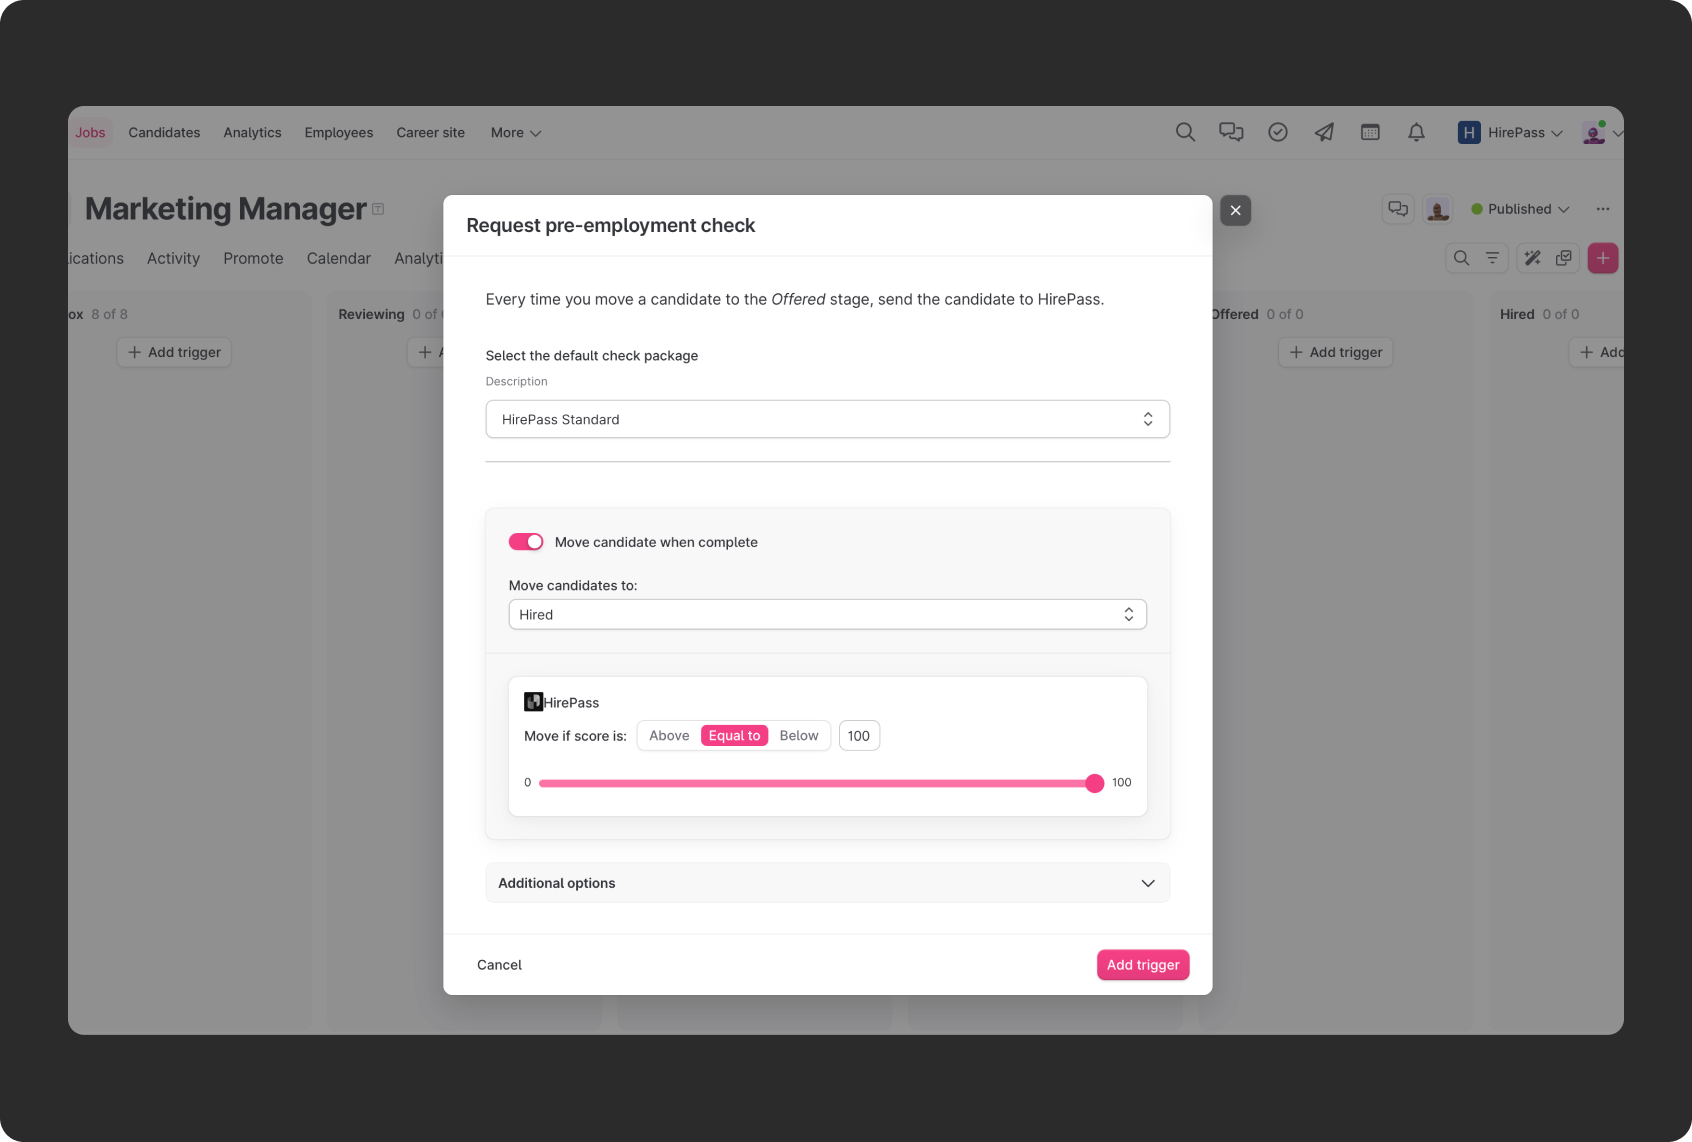 Jobs Candidates Analytics Employees Career site More H HirePass
Marketing Manager Published
Request pre-employment check
ications Activity Promote Calendar Analyti
Every time you move a candidate to the Offered stage, send the candidate to HirePass.
ox 8 of 8 Reviewing 0 of Offered 0 of 0 Hired 0 of 0
Add trigger Add trigger Add
Select the default check package
Description
HirePass Standard
Move candidate when complete
Move candidates to:
Hired
HirePass
Move if score is: Above Equal to Below 100
0 100
Additional options
Cancel Add trigger